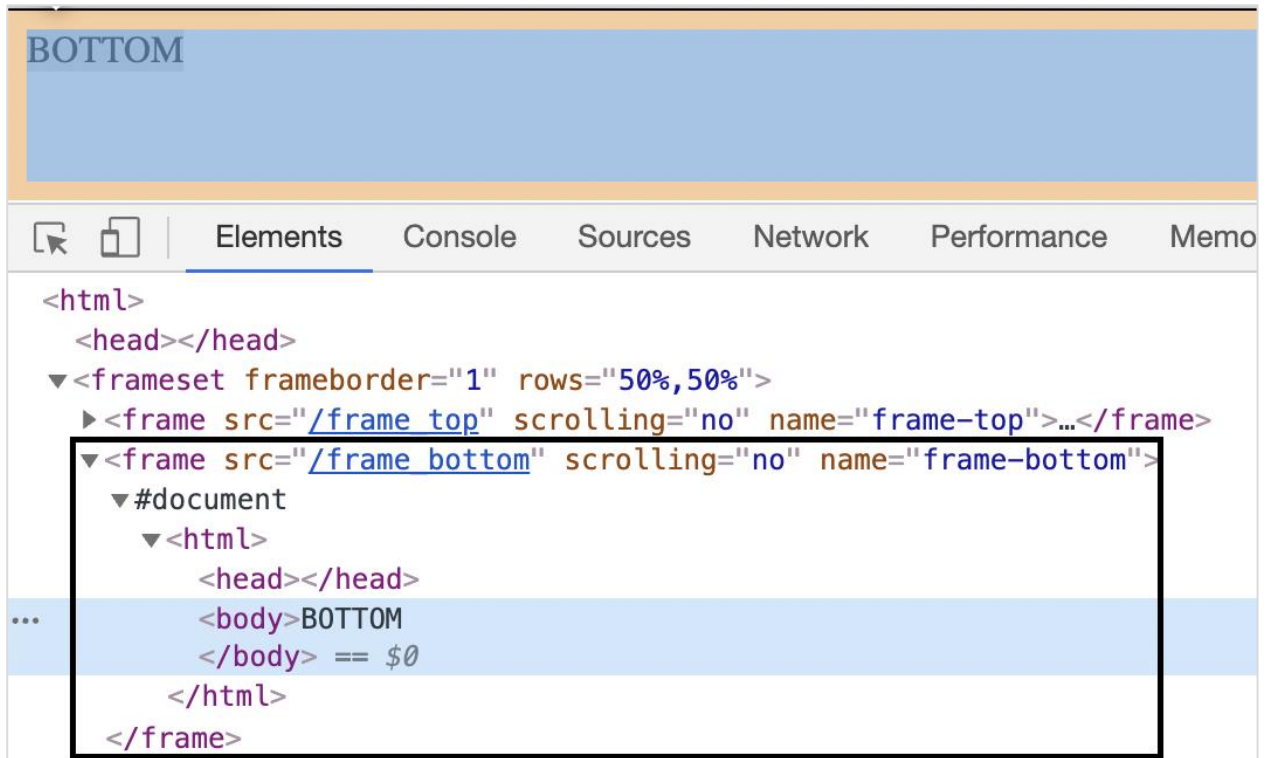 BOTTOM
Elements Console Sources Network Performance Memo
<html>
<head></head>
▼<frameset frameborder="1" rows="50%,50%">
▶<frame src="/frame_top" scrolling="no" name="frame-top">…</frame>
▼<frame src="/frame_bottom" scrolling="no" name="frame-bottom">
▼#document
▼<html>
<head></head>
... <body>BOTTOM
</body> == $0
</html>
</frame>